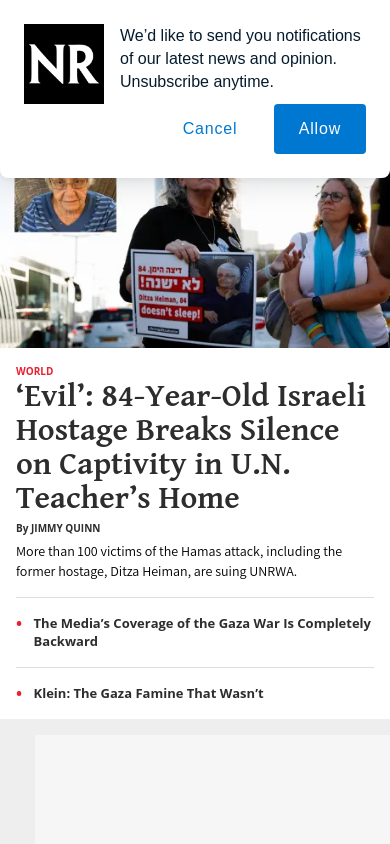 NR
We’d like to send you notifications
of our latest news and opinion.
Unsubscribe anytime.
Cancel
Allow
דיצה היימן, 84
לא ישנה!
Ditza Heiman, 84
doesn't sleep!
WORLD
‘Evil’: 84-Year-Old Israeli
Hostage Breaks Silence
on Captivity in U.N.
Teacher’s Home
By JIMMY QUINN
More than 100 victims of the Hamas attack, including the
former hostage, Ditza Heiman, are suing UNRWA.
• The Media’s Coverage of the Gaza War Is Completely
Backward
• Klein: The Gaza Famine That Wasn’t